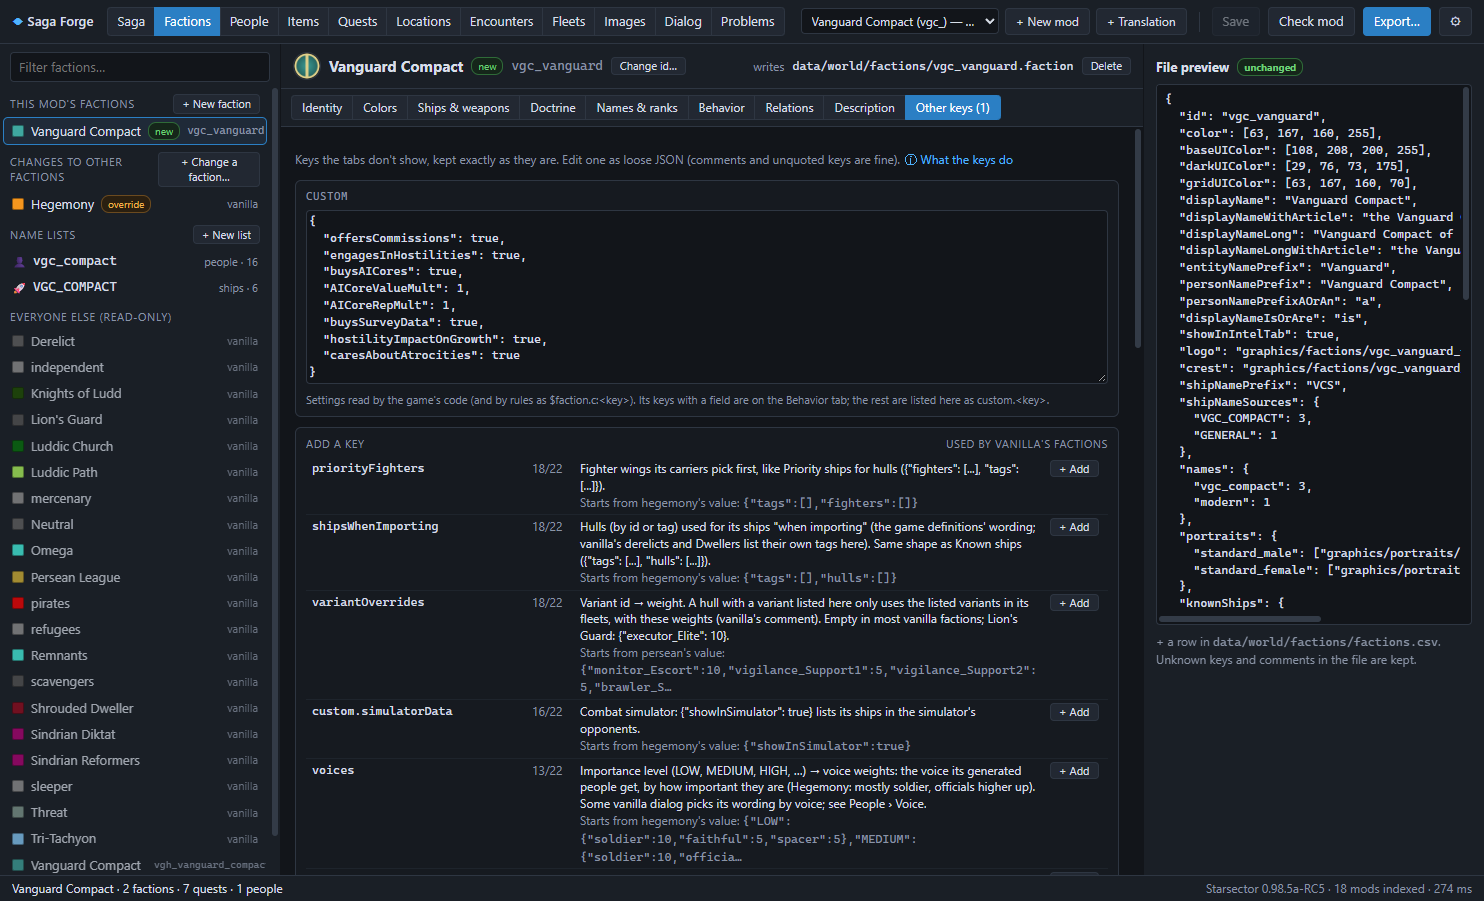 Saga Forge
Saga
Factions
People
Items
Quests
Locations
Encounters
Fleets
Images
Dialog
Problems
Vanguard Compact (vgc_) — ...
+ New mod
+ Translation
Save
Check mod
Export...
Filter factions...
THIS MOD'S FACTIONS
+ New faction
Vanguard Compact new vgc_vanguard
CHANGES TO OTHER FACTIONS
+ Change a faction...
Hegemony override vanilla
NAME LISTS
+ New list
vgc_compact people · 16
VGC_COMPACT ships · 6
EVERYONE ELSE (READ-ONLY)
Derelict vanilla
independent vanilla
Knights of Ludd vanilla
Lion's Guard vanilla
Luddic Church vanilla
Luddic Path vanilla
mercenary vanilla
Neutral vanilla
Omega vanilla
Persean League vanilla
pirates vanilla
refugees vanilla
Remnants vanilla
scavengers vanilla
Shrouded Dweller vanilla
Sindrian Diktat vanilla
Sindrian Reformers vanilla
sleeper vanilla
Threat vanilla
Tri-Tachyon vanilla
Vanguard Compact vgh_vanguard_compac
Vanguard Compact new vgc_vanguard Change id...
writes data/world/factions/vgc_vanguard.faction Delete
Identity
Colors
Ships & weapons
Doctrine
Names & ranks
Behavior
Relations
Description
Other keys (1)
Keys the tabs don't show, kept exactly as they are. Edit one as loose JSON (comments and unquoted keys are fine). ⓘ What the keys do
CUSTOM
{
"offersCommissions": true,
"engagesInHostilities": true,
"buysAICores": true,
"AICoreValueMult": 1,
"AICoreRepMult": 1,
"buysSurveyData": true,
"hostilityImpactOnGrowth": true,
"caresAboutAtrocities": true
}
Settings read by the game's code (and by rules as $faction.c:<key>). Its keys with a field are on the Behavior tab; the rest are listed here as custom.<key>.
ADD A KEY
USED BY VANILLA'S FACTIONS
priorityFighters 18/22 Fighter wings its carriers pick first, like Priority ships for hulls ({"fighters": [...], "tags": + Add
[...]}).
Starts from hegemony's value: {"tags":[],"fighters":[]}
shipsWhenImporting 18/22 Hulls (by id or tag) used for its ships "when importing" (the game definitions' wording; + Add
vanilla's derelicts and Dwellers list their own tags here). Same shape as Known ships
({"tags": [...], "hulls": [...]}).
Starts from hegemony's value: {"tags":[],"hulls":[]}
variantOverrides 18/22 Variant id → weight. A hull with a variant listed here only uses the listed variants in its + Add
fleets, with these weights (vanilla's comment). Empty in most vanilla factions; Lion's
Guard: {"executor_Elite": 10}.
Starts from persean's value:
{"monitor_Escort":10,"vigilance_Support1":5,"vigilance_Support2":
5,"brawler_S…
custom.simulatorData 16/22 Combat simulator: {"showInSimulator": true} lists its ships in the simulator's + Add
opponents.
Starts from hegemony's value: {"showInSimulator":true}
voices 13/22 Importance level (LOW, MEDIUM, HIGH, ...) → voice weights: the voice its generated + Add
people get, by how important they are (Hegemony: mostly soldier, officials higher up).
Some vanilla dialog picks its wording by voice; see People › Voice.
Starts from hegemony's value: {"LOW":
{"soldier":10,"faithful":5,"spacer":5},"MEDIUM":
{"soldier":10,"officia…
File preview unchanged
{
"id": "vgc_vanguard",
"color": [63, 167, 160, 255],
"baseUIColor": [108, 208, 200, 255],
"darkUIColor": [29, 76, 73, 175],
"gridUIColor": [63, 167, 160, 70],
"displayName": "Vanguard Compact",
"displayNameWithArticle": "the Vanguard
"displayNameLong": "Vanguard Compact of
"displayNameLongWithArticle": "the Vangu
"entityNamePrefix": "Vanguard",
"personNamePrefix": "Vanguard Compact",
"personNamePrefixAOrAn": "a",
"displayNameIsOrAre": "is",
"showInIntelTab": true,
"logo": "graphics/factions/vgc_vanguard_
"crest": "graphics/factions/vgc_vanguard
"shipNamePrefix": "VCS",
"shipNameSources": {
"VGC_COMPACT": 3,
"GENERAL": 1
},
"names": {
"vgc_compact": 3,
"modern": 1
},
"portraits": {
"standard_male": ["graphics/portraits/
"standard_female": ["graphics/portrait
},
"knownShips": {
+ a row in data/world/factions/factions.csv.
Unknown keys and comments in the file are kept.
Vanguard Compact · 2 factions · 7 quests · 1 people
Starsector 0.98.5a-RC5 · 18 mods indexed · 274 ms